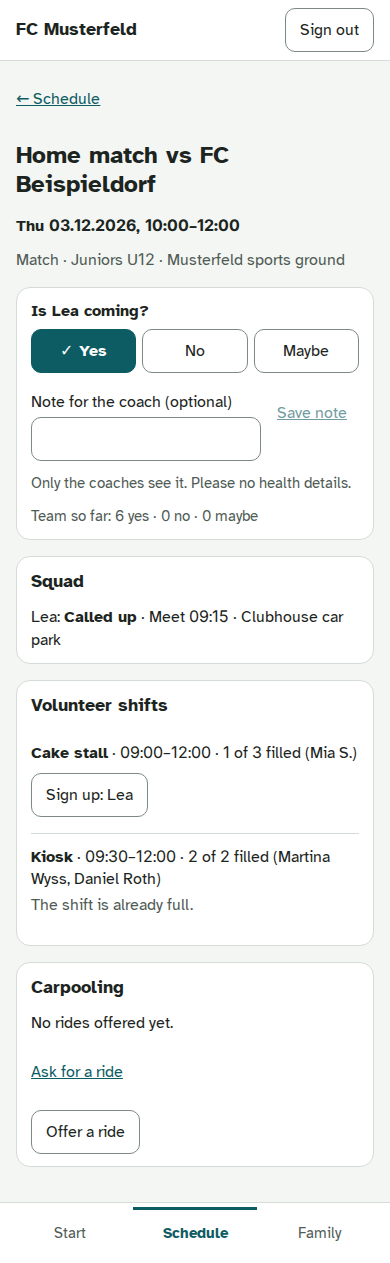 FC Musterfeld
Sign out
← Schedule
Home match vs FC
Beispieldorf
Thu 03.12.2026, 10:00–12:00
Match · Juniors U12 · Musterfeld sports ground
Is Lea coming?
✓ Yes
No
Maybe
Note for the coach (optional)
Save note
Only the coaches see it. Please no health details.
Team so far: 6 yes · 0 no · 0 maybe
Squad
Lea: Called up · Meet 09:15 · Clubhouse car
park
Volunteer shifts
Cake stall · 09:00–12:00 · 1 of 3 filled (Mia S.)
Sign up: Lea
Kiosk · 09:30–12:00 · 2 of 2 filled (Martina
Wyss, Daniel Roth)
The shift is already full.
Carpooling
No rides offered yet.
Ask for a ride
Offer a ride
Start
Schedule
Family